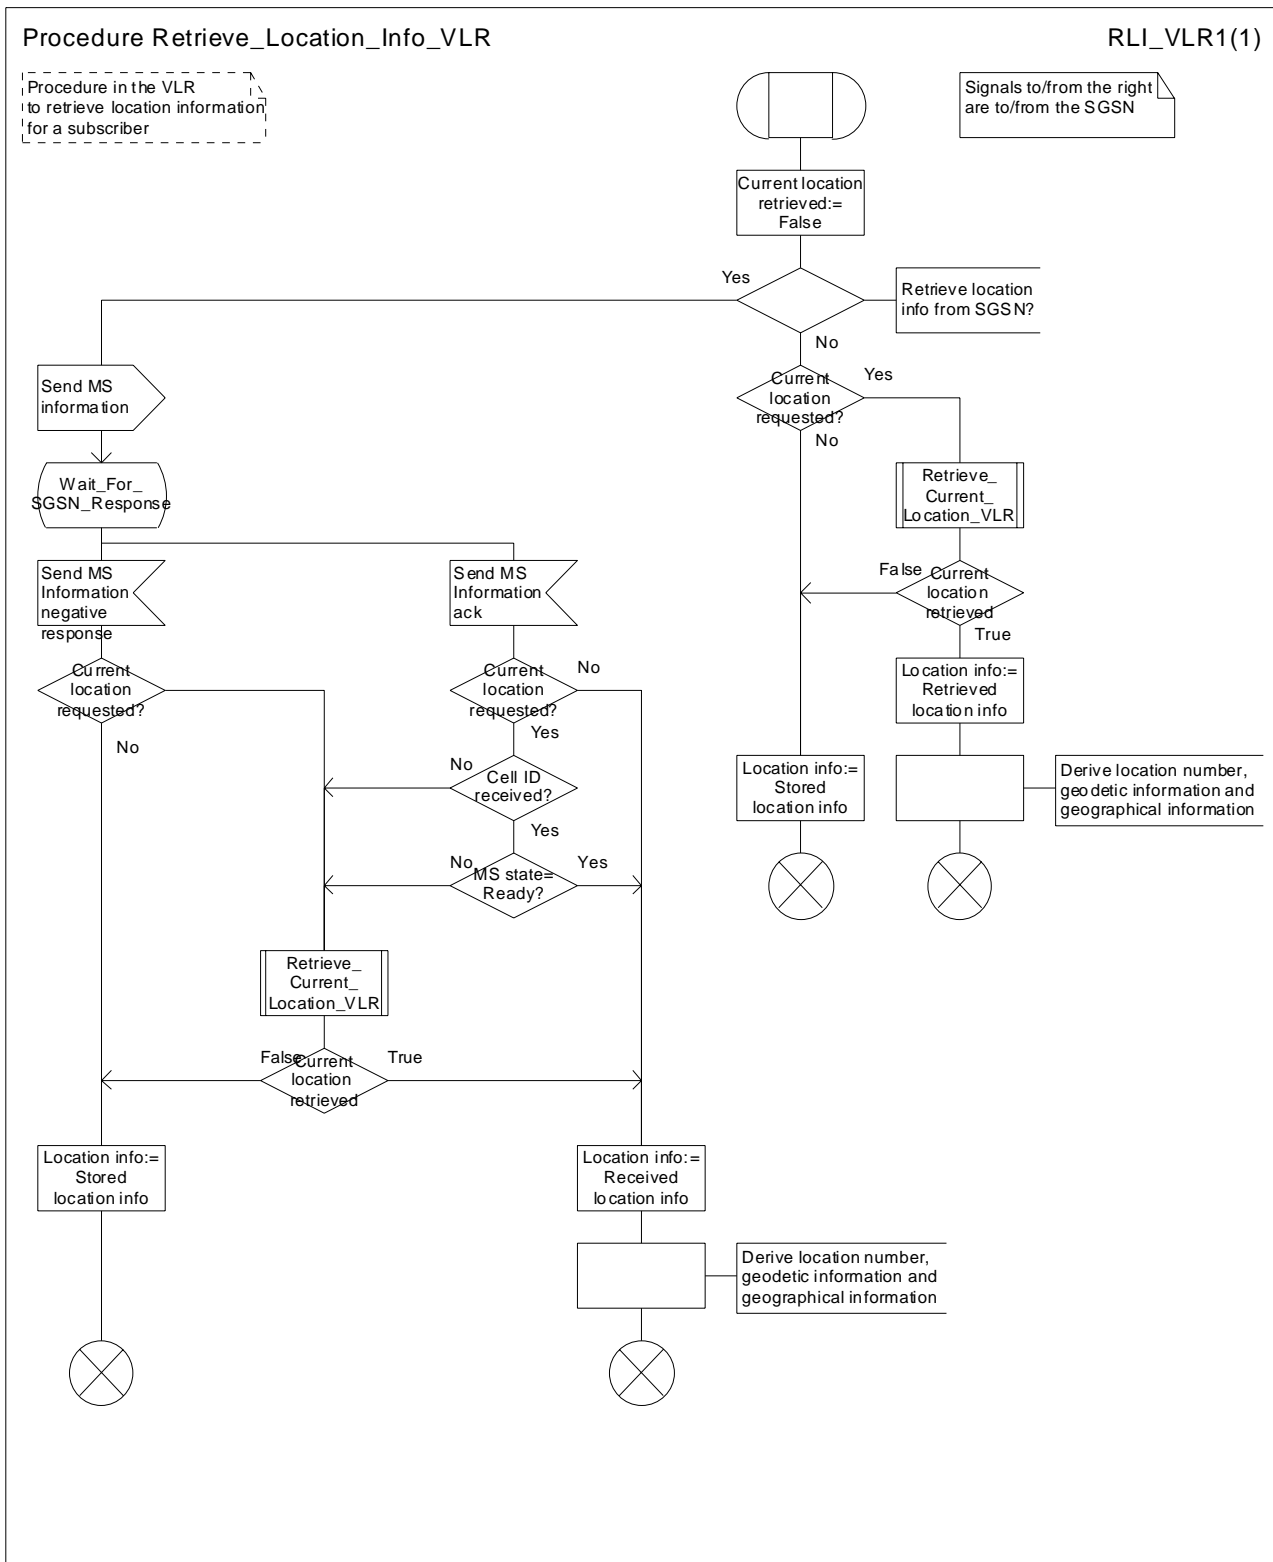 Procedure Retrieve_Location_Info_VLR
RLI_VLR1(1)
Procedure in the VLR
to retrieve location information
for a subscriber
Signals to/from the right
are to/from the SGSN
Current location
retrieved:=
False
Yes
Retrieve location
info from SGSN?
No
Send MS
information
Current
location
requested?
Yes
No
Wait_For_
SGSN_Response
Retrieve_
Current_
Location_VLR
Send MS
Information
negative
response
Send MS
Information
ack
False
Current
location
retrieved
True
Current
location
requested?
No
Current
location
requested?
No
Yes
Location info:=
Retrieved
location info
No
Cell ID
received?
Yes
Location info:=
Stored
location info
Derive location number,
geodetic information and
geographical information
No
MS state=
Ready?
Yes
Retrieve_
Current_
Location_VLR
False
Current
location
retrieved
True
Location info:=
Stored
location info
Location info:=
Received
location info
Derive location number,
geodetic information and
geographical information